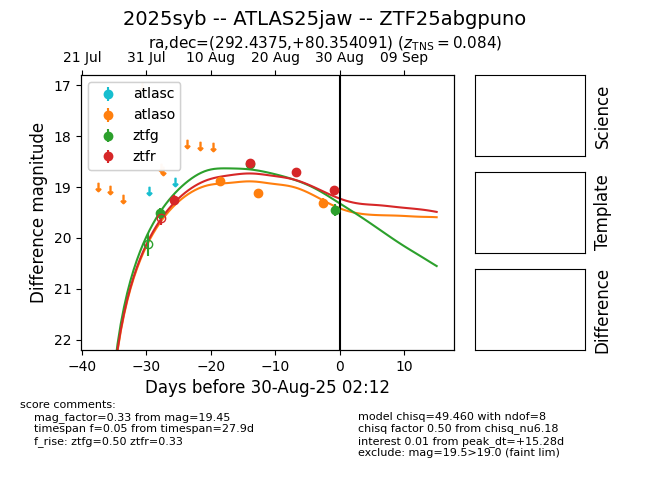 2025syb -- ATLAS25jaw -- ZTF25abgpuno
ra,dec=(292.4375,+80.354091) (zTNS = 0.084)
21 Jul 31 Jul 10 Aug 20 Aug 30 Aug 09 Sep
17
18
19
20
21
22
Difference magnitude
atlasc
atlaso
ztfg
ztfr
−40 −30 −20 −10 0 10
Days before 30-Aug-25 02:12
Science
Template
Difference
score comments:
mag_factor=0.33 from mag=19.45
timespan f=0.05 from timespan=27.9d
f_rise: ztfg=0.50 ztfr=0.33
model chisq=49.460 with ndof=8
chisq factor 0.50 from chisq_nu6.18
interest 0.01 from peak_dt=+15.28d
exclude: mag=19.5>19.0 (faint lim)